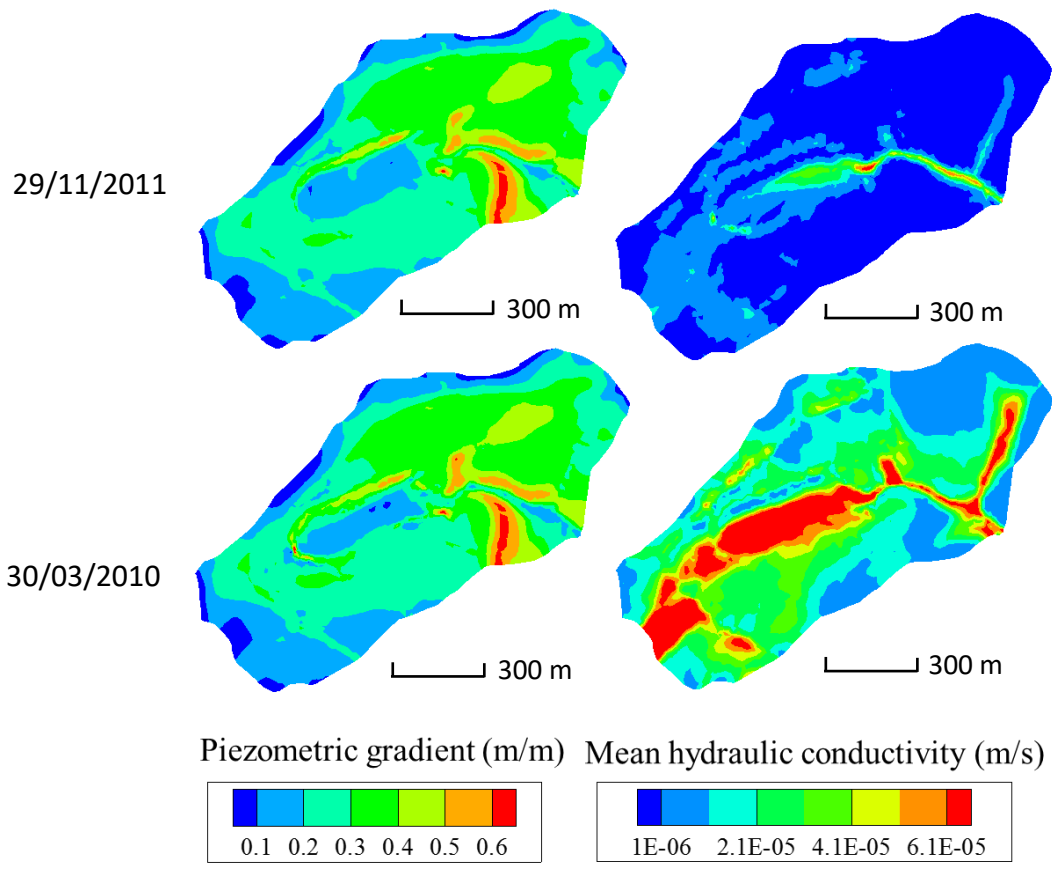 29/11/2011
300 m
300 m
30/03/2010
300 m
300 m
Piezometric gradient (m/m)
Mean hydraulic conductivity (m/s)
0.1 0.2 0.3 0.4 0.5 0.6
1E-06 2.1E-05 4.1E-05 6.1E-05